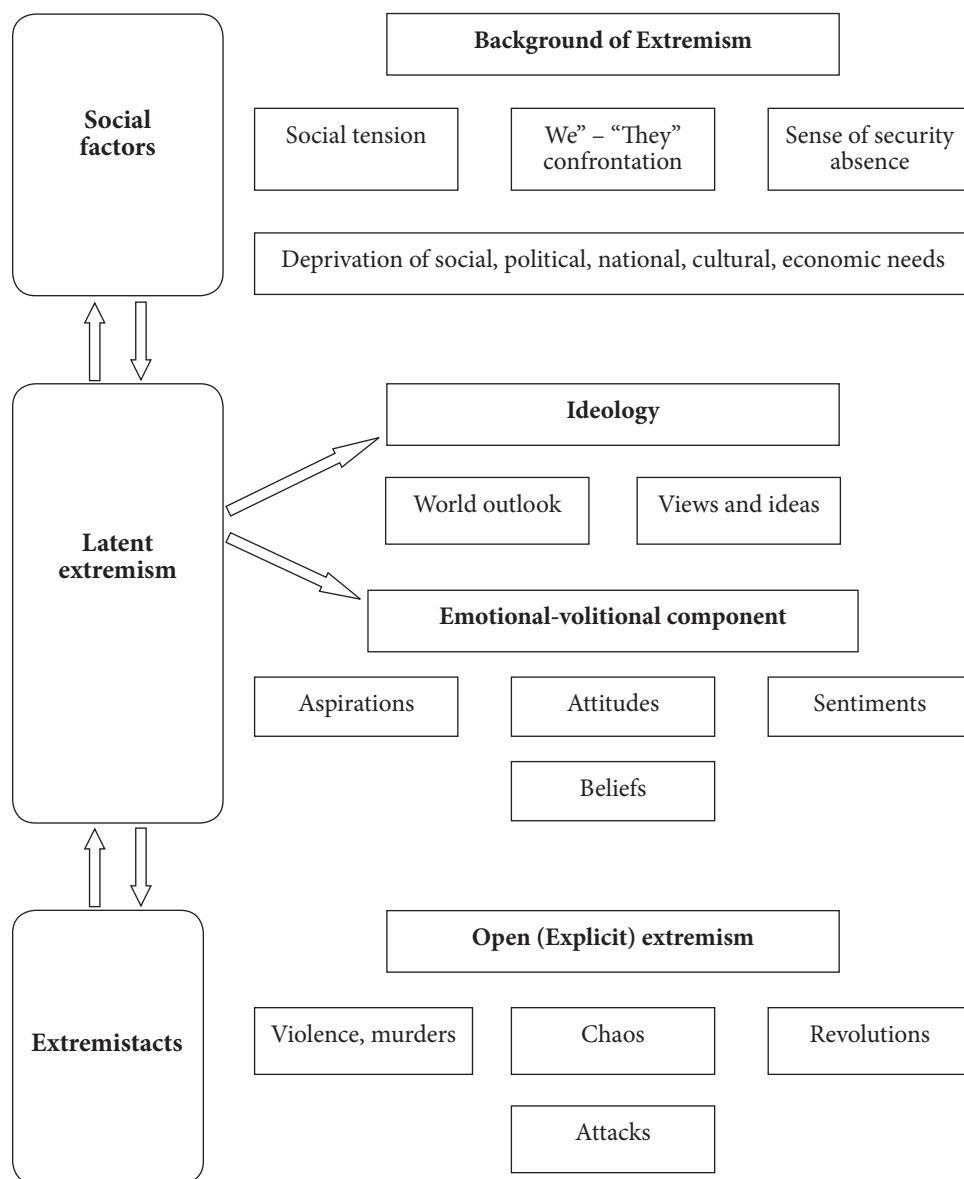 Social
factors
Background of Extremism
Social tension
We” – “They”
confrontation
Sense of security
absence
Deprivation of social, political, national, cultural, economic needs
Latent
extremism
Ideology
World outlook
Views and ideas
Emotional-volitional component
Aspirations
Attitudes
Sentiments
Beliefs
Extremistacts
Open (Explicit) extremism
Violence, murders
Chaos
Revolutions
Attacks